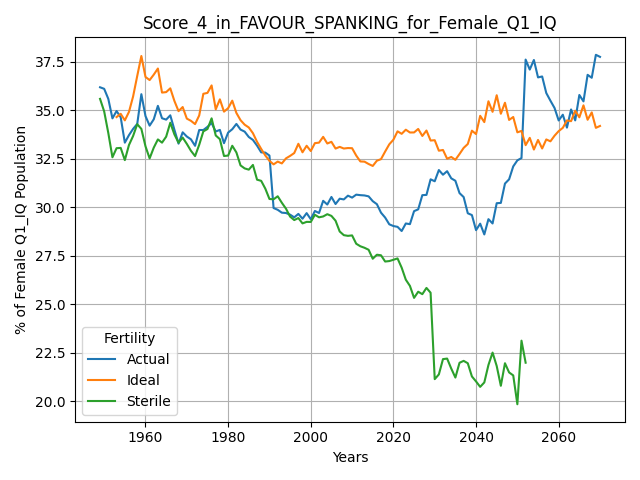 Score_4_in_FAVOUR_SPANKING_for_Female_Q1_IQ
% of Female Q1_IQ Population
37.5
35.0
32.5
30.0
27.5
25.0
22.5
20.0
Fertility
Actual
Ideal
Sterile
1960 1980 2000 2020 2040 2060
Years